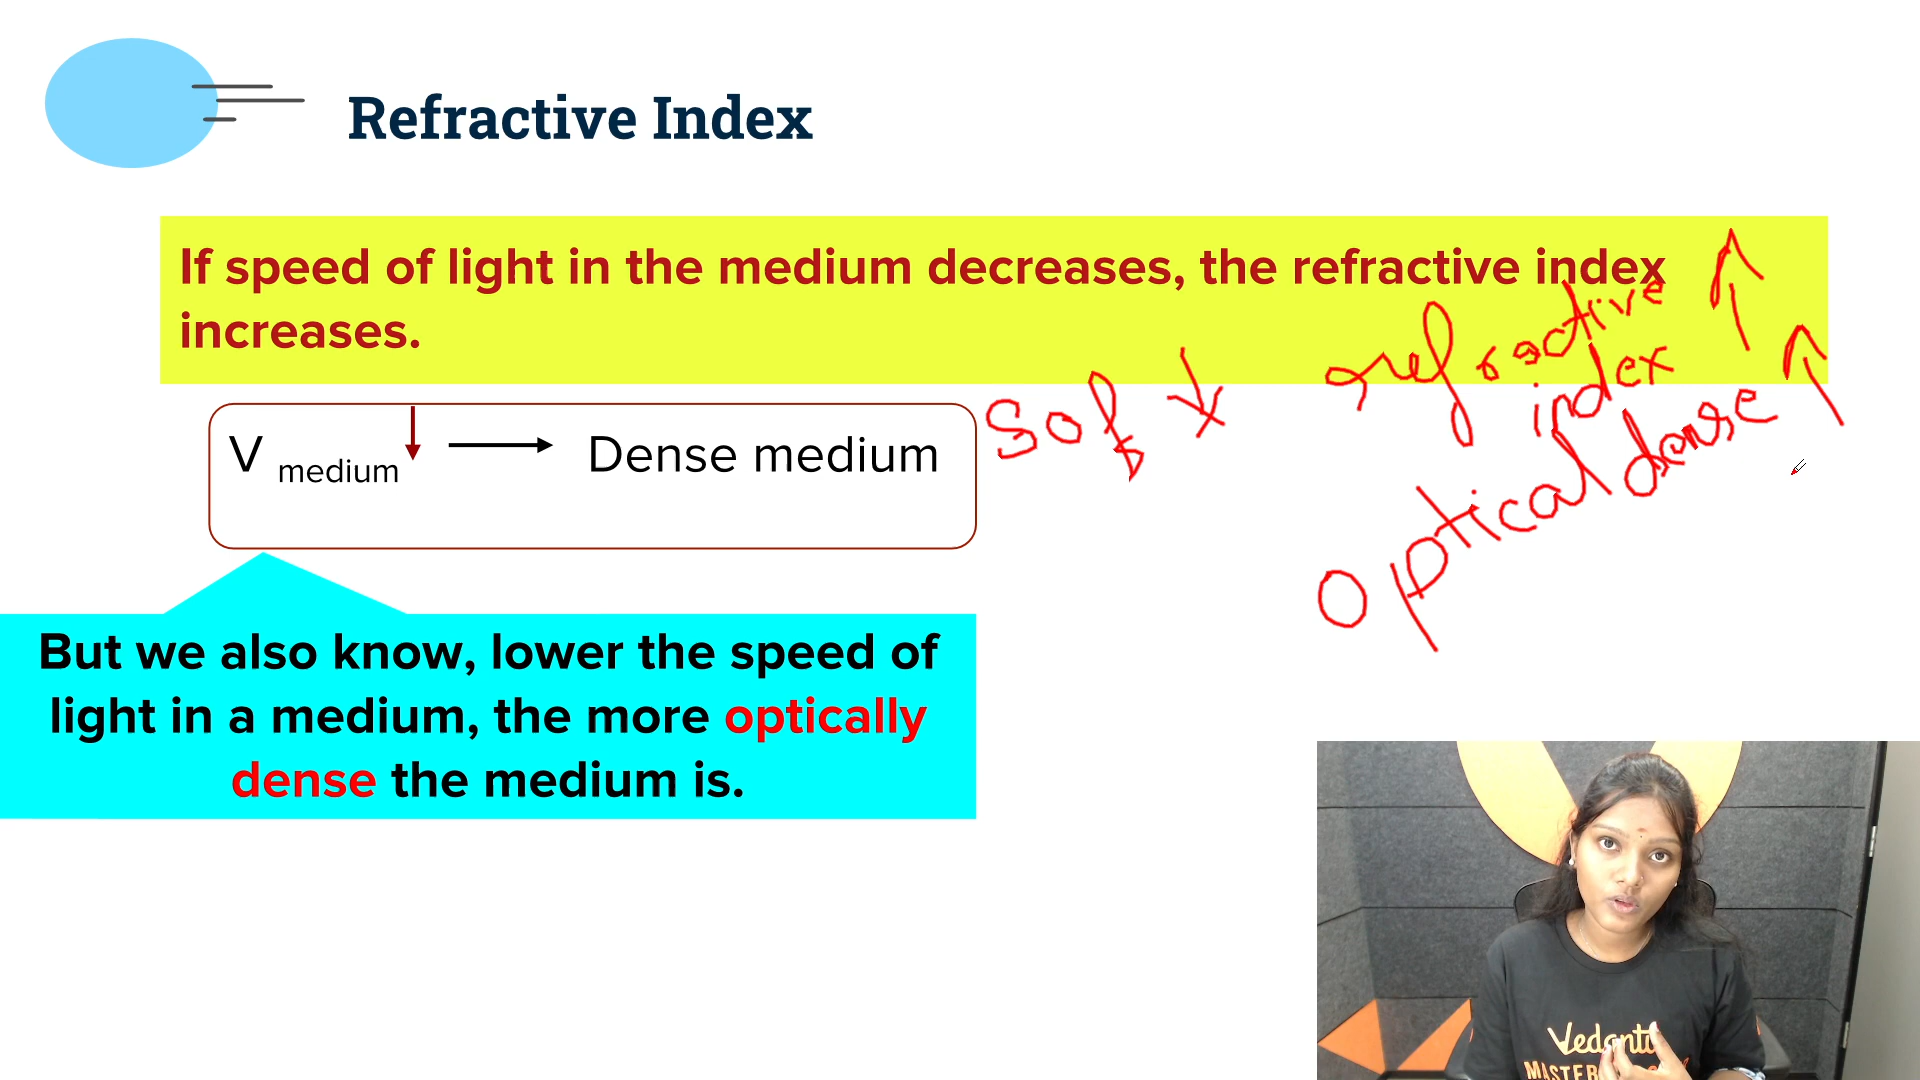 Refractive Index
If speed of light in the medium decreases, the refractive index
increases.
V medium → Dense medium
Sof ↓ refractive index ↑
Optical dense ↑
But we also know, lower the speed of
light in a medium, the more optically
dense the medium is.
Vedantu
MASTER